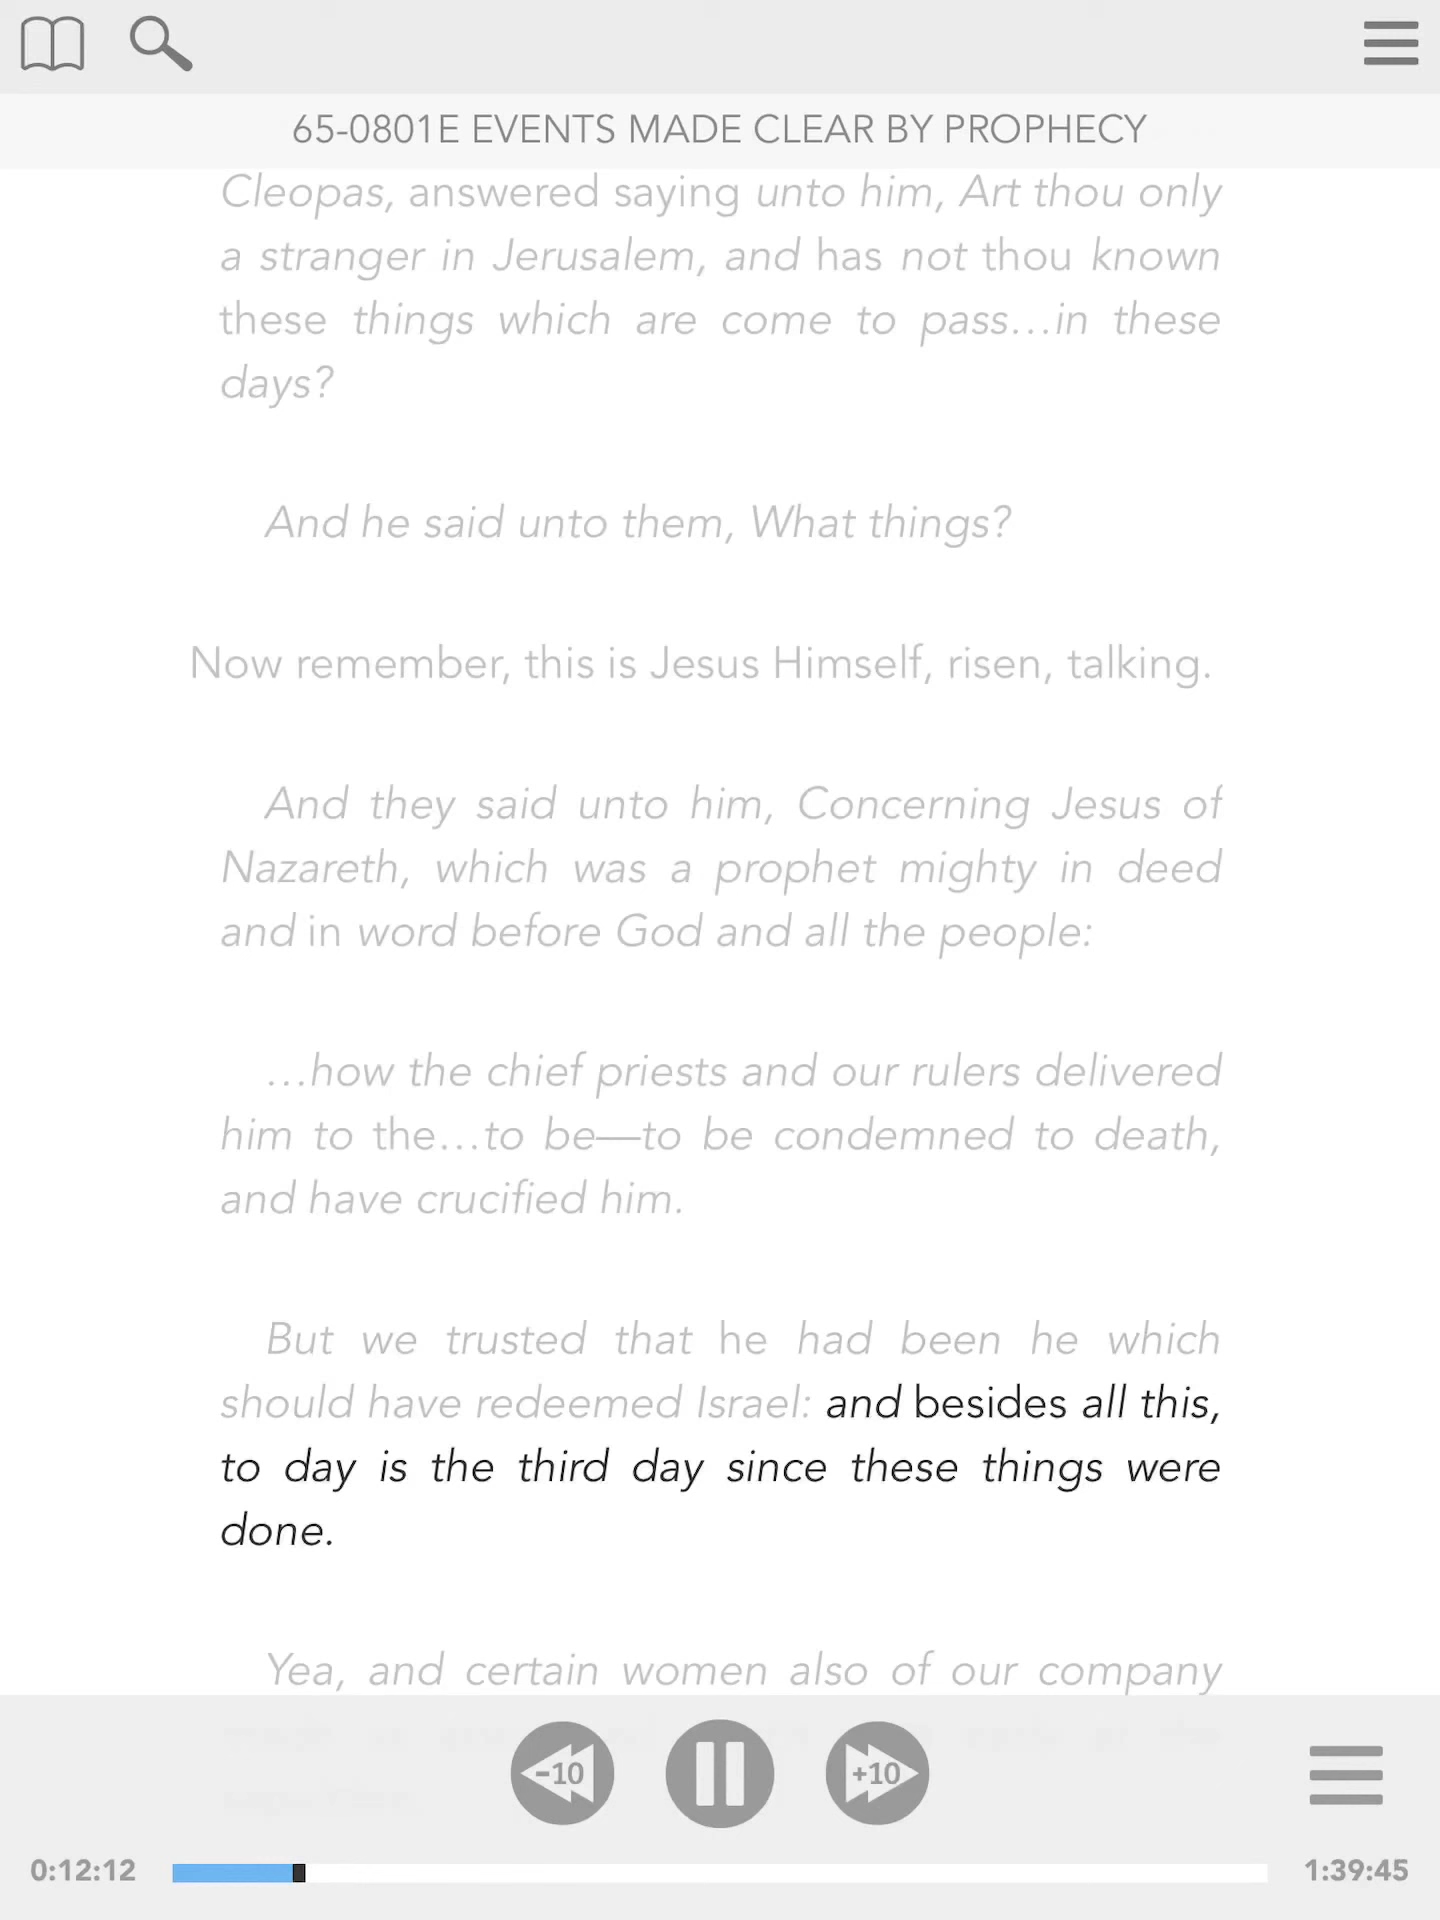 65-0801E EVENTS MADE CLEAR BY PROPHECY
Cleopas, answered saying unto him, Art thou only
a stranger in Jerusalem, and has not thou known
these things which are come to pass…in these
days?
And he said unto them, What things?
Now remember, this is Jesus Himself, risen, talking.
And they said unto him, Concerning Jesus of
Nazareth, which was a prophet mighty in deed
and in word before God and all the people:
…how the chief priests and our rulers delivered
him to the…to be—to be condemned to death,
and have crucified him.
But we trusted that he had been he which
should have redeemed Israel: and besides all this,
to day is the third day since these things were
done.
Yea, and certain women also of our company
-10 +10
0:12:12 1:39:45